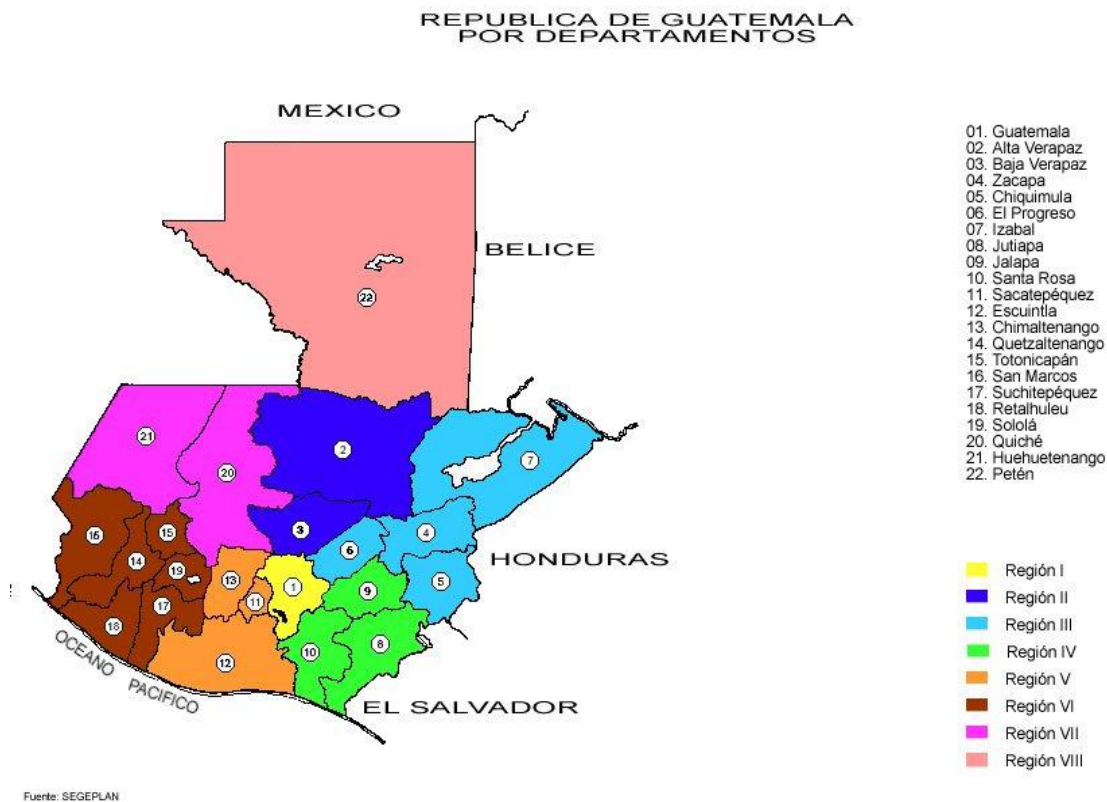 REPUBLICA DE GUATEMALA
POR DEPARTAMENTOS
MEXICO
BELICE
HONDURAS
EL SALVADOR
OCEANO PACIFICO
22
21
20
2
7
3
16
15
14
19
13
6
4
1
11
9
5
18
17
12
10
8
01. Guatemala
02. Alta Verapaz
03. Baja Verapaz
04. Zacapa
05. Chiquimula
06. El Progreso
07. Izabal
08. Jutiapa
09. Jalapa
10. Santa Rosa
11. Sacatepéquez
12. Escuintla
13. Chimaltenango
14. Quetzaltenango
15. Totonicapán
16. San Marcos
17. Suchitepéquez
18. Retalhuleu
19. Sololá
20. Quiché
21. Huehuetenango
22. Petén
Región I
Región II
Región III
Región IV
Región V
Región VI
Región VII
Región VIII
Fuente: SEGEPLAN